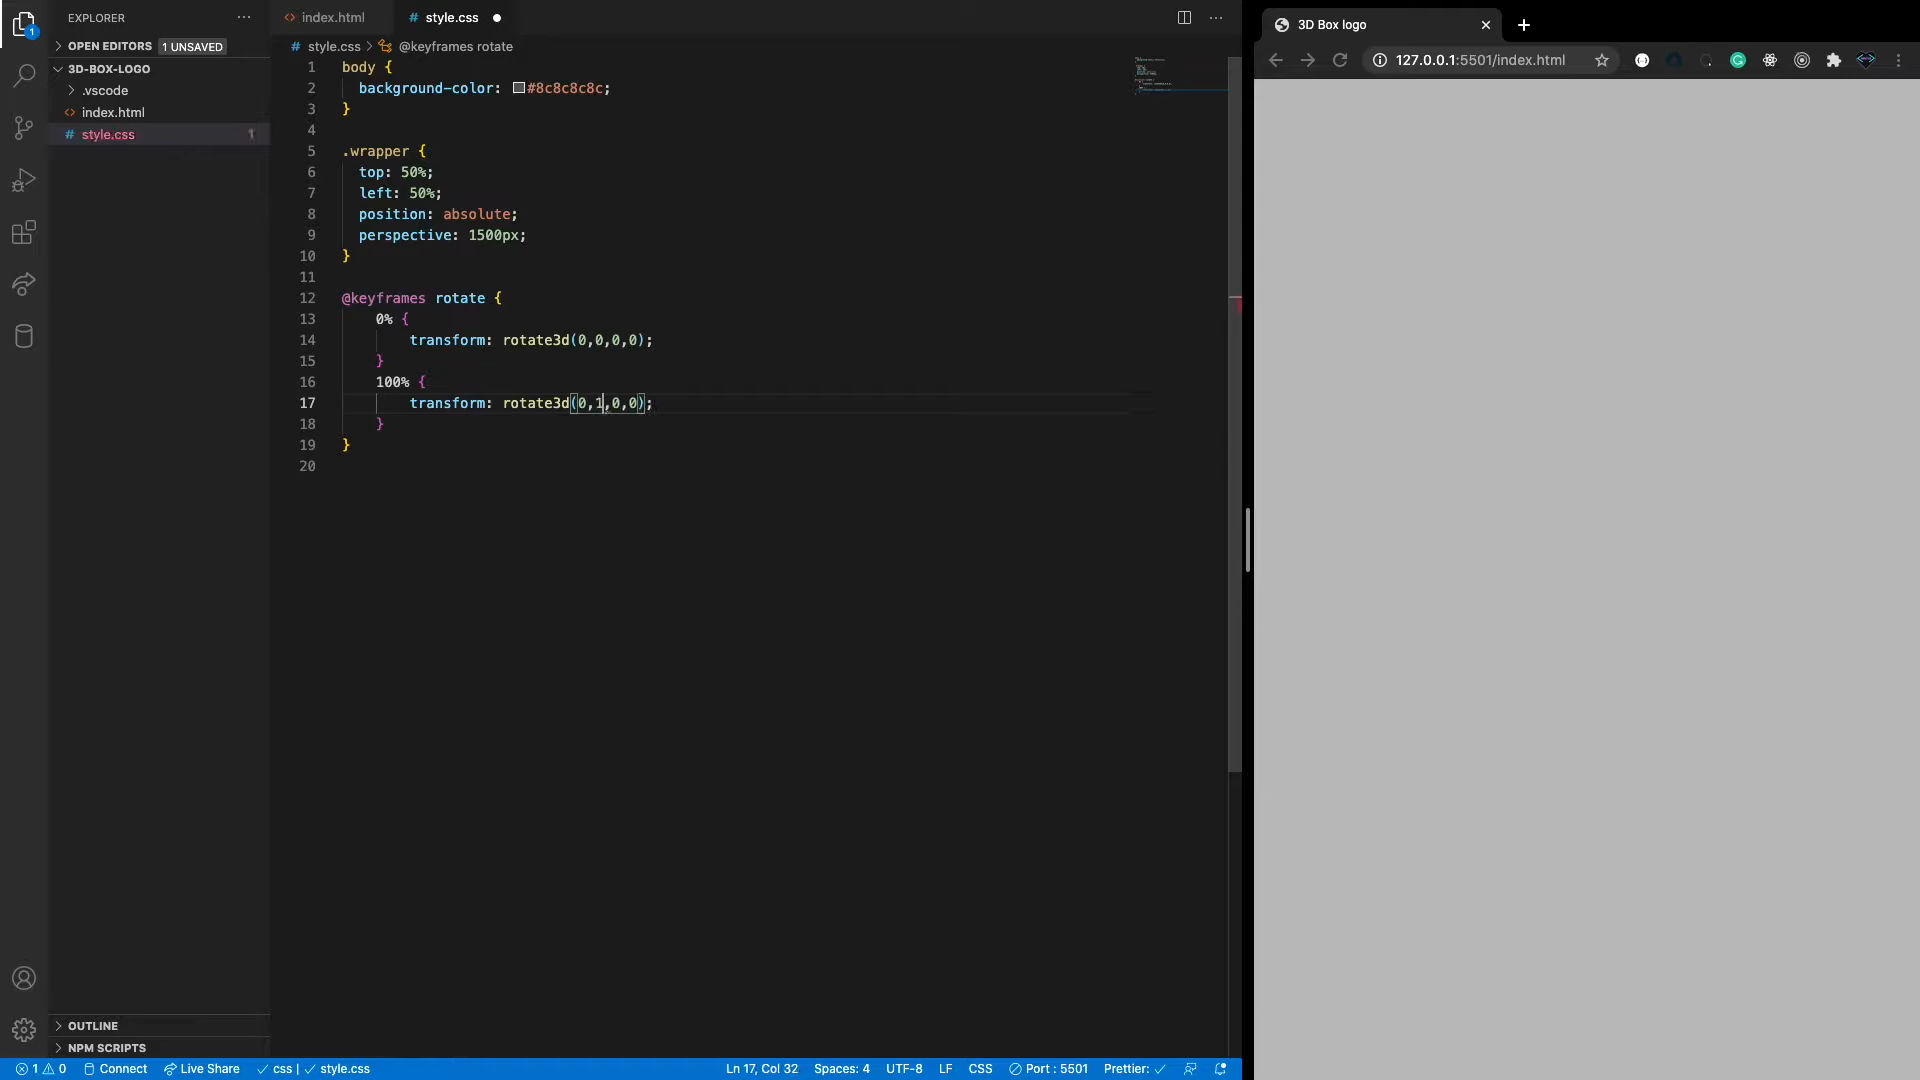 EXPLORER
OPEN EDITORS 1 UNSAVED
3D-BOX-LOGO
.vscode
<> index.html
# style.css 1
OUTLINE
NPM SCRIPTS
<> index.html
# style.css
# style.css > @keyframes rotate
1 body {
2 background-color: #8c8c8c8c;
3 }
4
5 .wrapper {
6 top: 50%;
7 left: 50%;
8 position: absolute;
9 perspective: 1500px;
10 }
11
12 @keyframes rotate {
13 0% {
14 transform: rotate3d(0,0,0,0);
15 }
16 100% {
17 transform: rotate3d(0,1,0,0);
18 }
19 }
20
1 0 Connect Live Share css | style.css Ln 17, Col 32 Spaces: 4 UTF-8 LF CSS Port : 5501 Prettier:
3D Box logo
127.0.0.1:5501/index.html